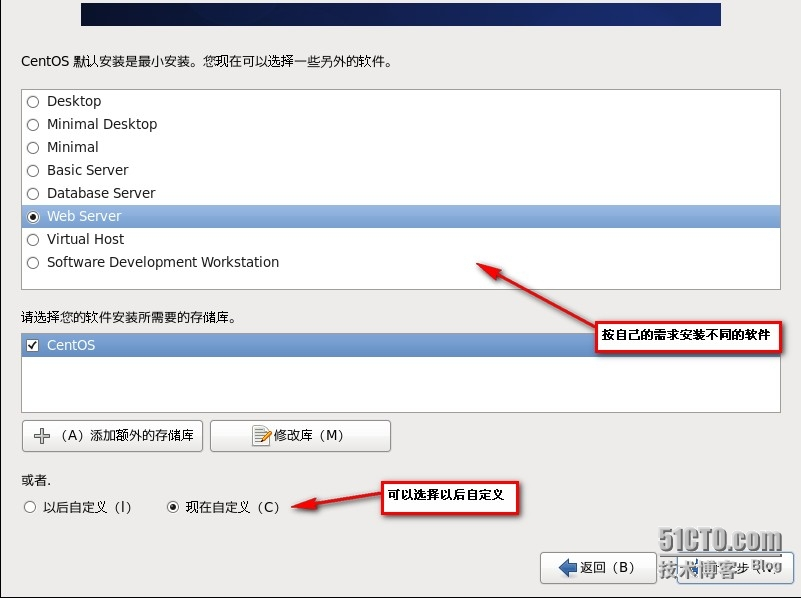 CentOS 默认安装是最小安装。您现在可以选择一些另外的软件。
Desktop
Minimal Desktop
Minimal
Basic Server
Database Server
Web Server
Virtual Host
Software Development Workstation
按自己的需求安装不同的软件
请选择您的软件安装所需要的存储库。
CentOS
（A）添加额外的存储库
修改库（M）
或者.
可以选择以后自定义
以后自定义（l）
现在自定义（C）
51CTO.com
返回（B）
技术博客 Blog